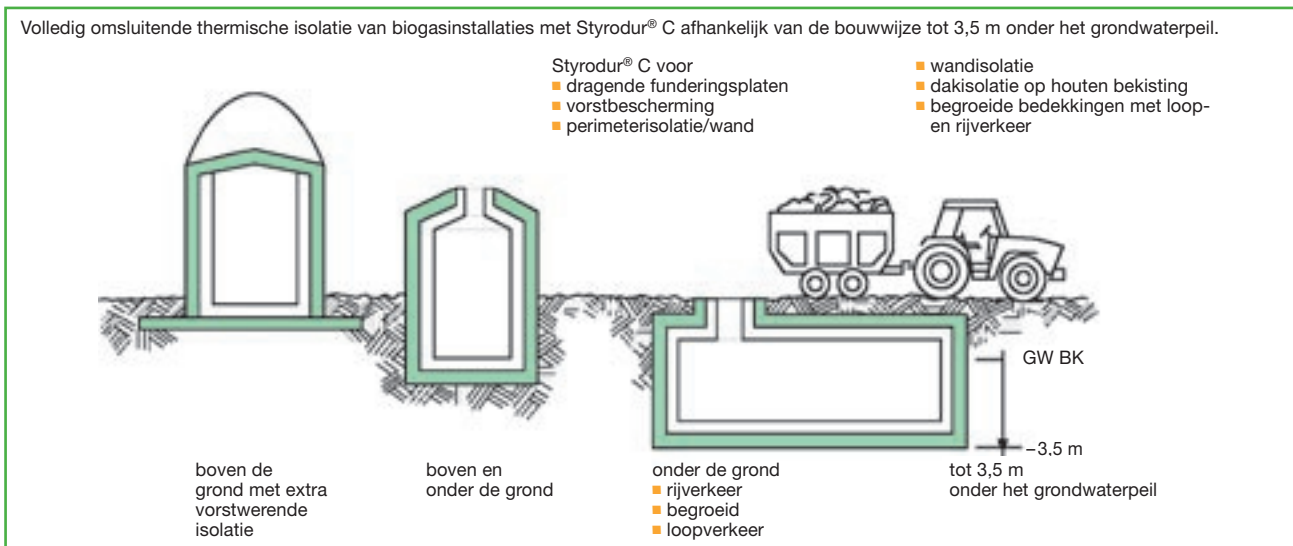 Volledig omsluitende thermische isolatie van biogasinstallaties met Styrodur® C afhankelijk van de bouwwijze tot 3,5 m onder het grondwaterpeil.
Styrodur® C voor
■ dragende funderingsplaten
■ vorstbescherming
■ perimeterisolatie/wand
■ wandisolatie
■ dakisolatie op houten bekisting
■ begroeide bedekkingen met loop-
en rijverkeer
GW BK
–3,5 m
boven de
grond met extra
vorstwerende
isolatie
boven en
onder de grond
onder de grond
■ rijverkeer
■ begroeid
■ loopverkeer
tot 3,5 m
onder het grondwaterpeil